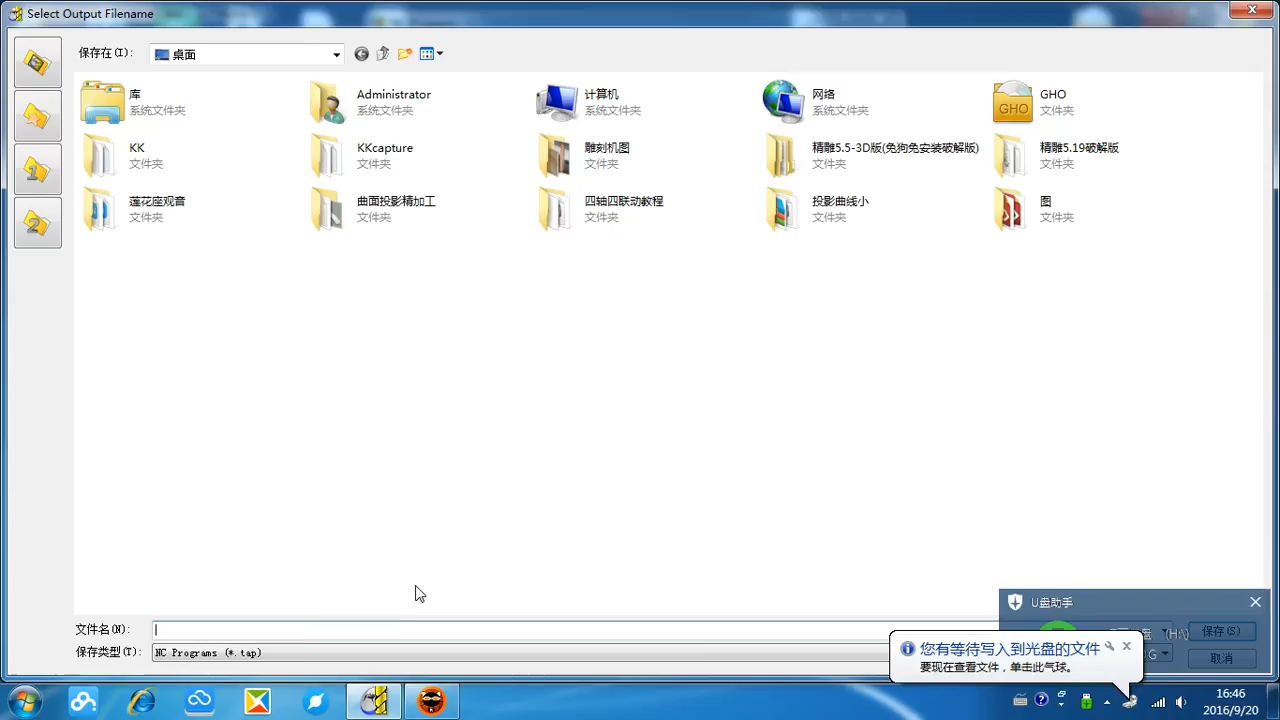 Select Output Filename
保存在(I):
桌面
库
系统文件夹
Administrator
系统文件夹
计算机
系统文件夹
网络
系统文件夹
GHO
GHO
文件夹
KK
文件夹
KKcapture
文件夹
雕刻机图
文件夹
精雕5.5-3D版(免狗免安装破解版)
文件夹
精雕5.19破解版
文件夹
莲花座观音
文件夹
曲面投影精加工
文件夹
四轴四联动教程
文件夹
投影曲线小
文件夹
图
文件夹
1
2
U盘助手
文件名(N):
(H:\)
保存(S)
保存类型(T):
NC Programs (*.tap)
G
取消
您有等待写入到光盘的文件
要现在查看文件，单击此气球。
16:46
2016/9/20